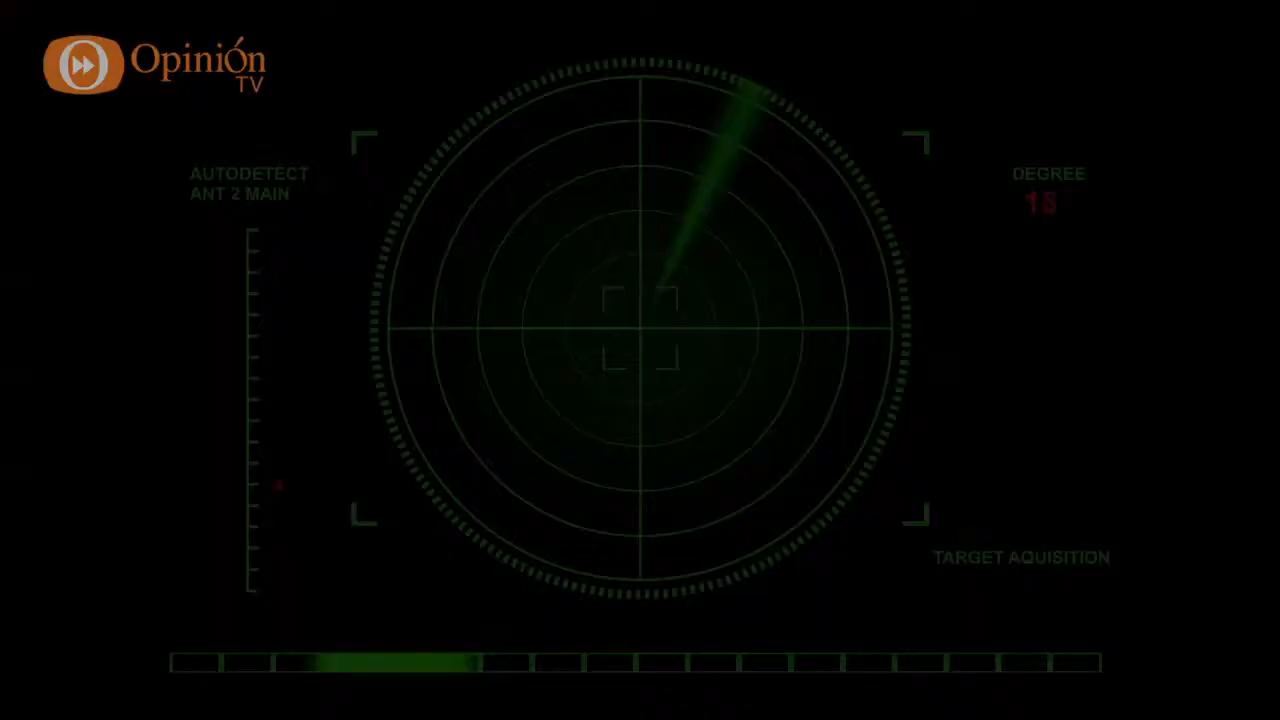 Opinión
TV
AUTODETECT
ANT 2 MAIN
DEGREE
18
TARGET AQUISITION